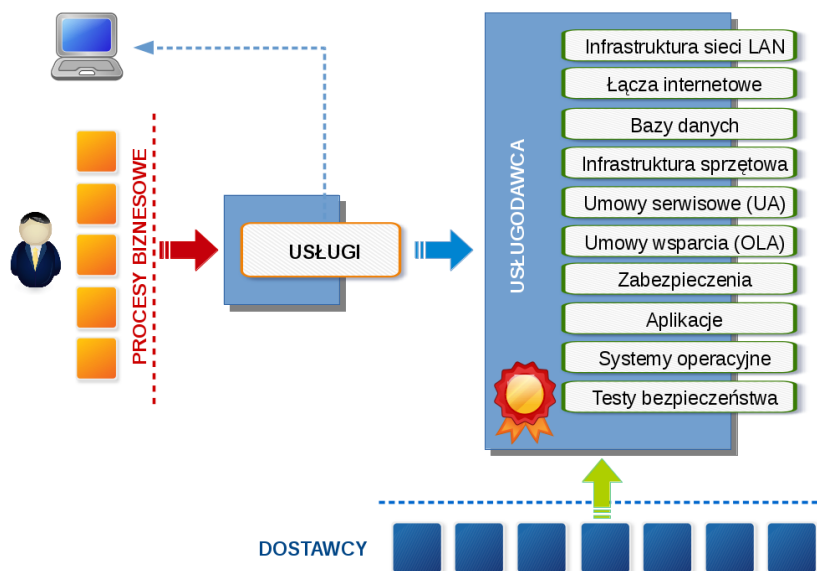 PROCESY BIZNESOWE
USŁUGI
USŁUGODAWCA
Infrastruktura sieci LAN
Łącza internetowe
Bazy danych
Infrastruktura sprzętowa
Umowy serwisowe (UA)
Umowy wsparcia (OLA)
Zabezpieczenia
Aplikacje
Systemy operacyjne
Testy bezpieczeństwa
DOSTAWCY